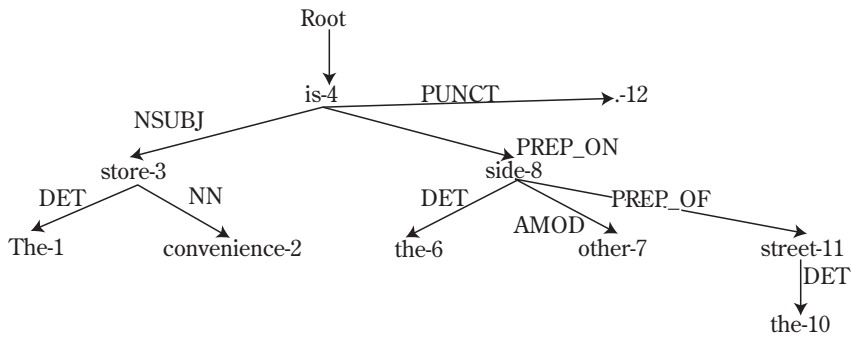 Root
is-4 PUNCT .-12
NSUBJ PREP_ON
store-3 side-8
DET NN DET AMOD PREP_OF
The-1 convenience-2 the-6 other-7 street-11
DET
the-10